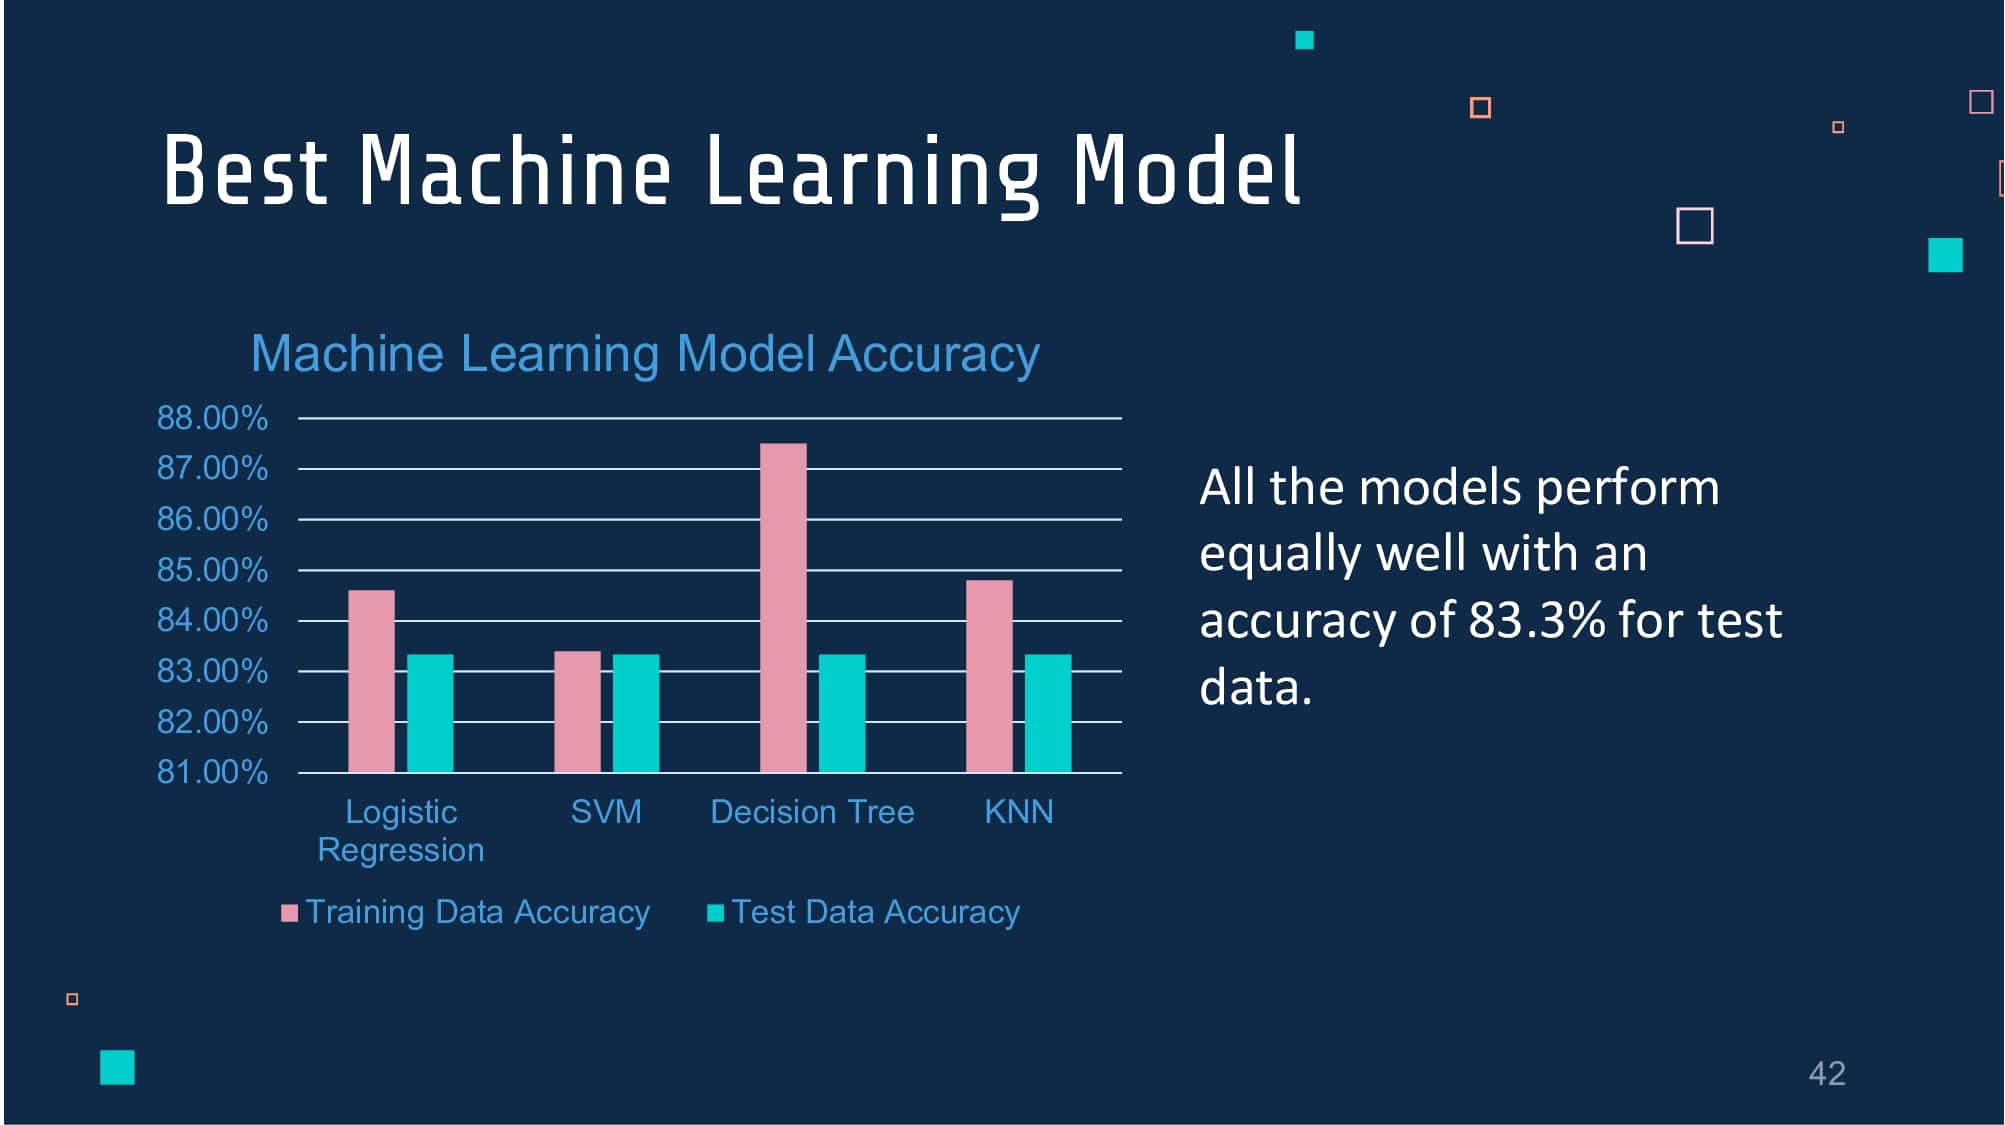 Best Machine Learning Model
Machine Learning Model Accuracy
88.00%
87.00%
86.00%
85.00%
84.00%
83.00%
82.00%
81.00%
Logistic
Regression
SVM
Decision Tree
KNN
Training Data Accuracy
Test Data Accuracy
All the models perform
equally well with an
accuracy of 83.3% for test
data.
42